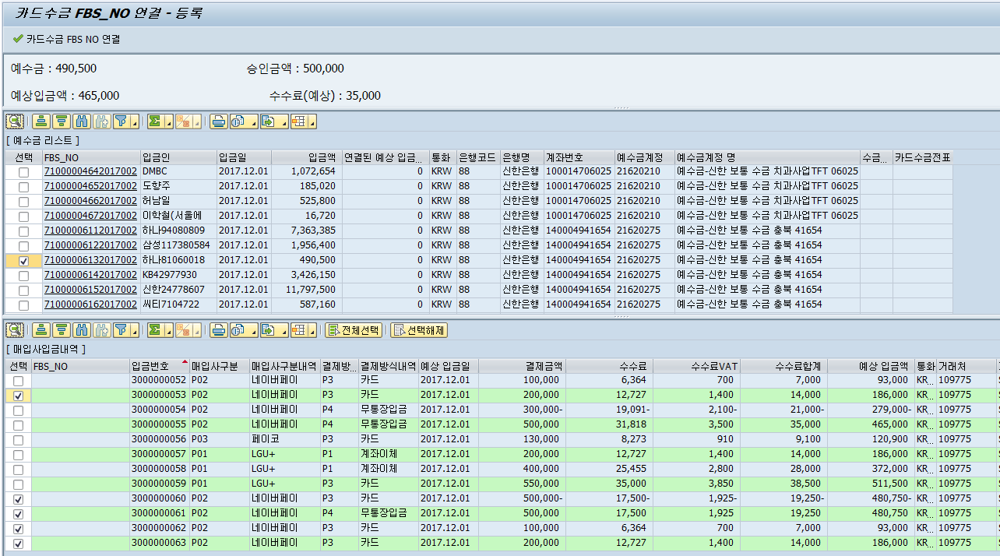 카드수금 FBS_NO 연결 - 등록
카드수금 FBS NO 연결
예수금 : 490,500 승인금액 : 500,000
예상입금액 : 465,000 수수료(예상) : 35,000
[ 예수금 리스트 ]
선택 FBS_NO 입금인 입금일 입금액 연결된 예상 입금... 통화 은행코드 은행명 계좌번호 예수금계정 예수금계정 명 수금... 카드수금전표
71000004642017002 DMBC 2017.12.01 1,072,654 0 KRW 88 신한은행 100014706025 21620210 예수금-신한 보통 수금 치과사업TFT 06025
71000004652017002 도향주 2017.12.01 185,020 0 KRW 88 신한은행 100014706025 21620210 예수금-신한 보통 수금 치과사업TFT 06025
71000004662017002 허남일 2017.12.01 525,800 0 KRW 88 신한은행 100014706025 21620210 예수금-신한 보통 수금 치과사업TFT 06025
71000004672017002 이학철(서울에 2017.12.01 16,720 0 KRW 88 신한은행 100014706025 21620210 예수금-신한 보통 수금 치과사업TFT 06025
71000006112017002 하나94080809 2017.12.01 7,363,385 0 KRW 88 신한은행 140004941654 21620275 예수금-신한 보통 수금 충북 41654
71000006122017002 삼성117380584 2017.12.01 1,956,400 0 KRW 88 신한은행 140004941654 21620275 예수금-신한 보통 수금 충북 41654
71000006132017002 하나81060018 2017.12.01 490,500 0 KRW 88 신한은행 140004941654 21620275 예수금-신한 보통 수금 충북 41654
71000006142017002 KB42977930 2017.12.01 3,426,150 0 KRW 88 신한은행 140004941654 21620275 예수금-신한 보통 수금 충북 41654
71000006152017002 신한24778607 2017.12.01 11,797,500 0 KRW 88 신한은행 140004941654 21620275 예수금-신한 보통 수금 충북 41654
71000006162017002 씨티7104722 2017.12.01 587,160 0 KRW 88 신한은행 140004941654 21620275 예수금-신한 보통 수금 충북 41654
전체선택 선택해제
[ 매입사입금내역 ]
선택 FBS_NO 입금번호 매입사구분 매입사구분내역 결제방... 결제방식내역 예상 입금일 결제금액 수수료 수수료VAT 수수료합계 예상 입금액 통화 거래처
3000000052 P02 네이버페이 P3 카드 2017.12.01 100,000 6,364 700 7,000 93,000 KR... 109775
3000000053 P02 네이버페이 P3 카드 2017.12.01 200,000 12,727 1,400 14,000 186,000 KR... 109775
3000000054 P02 네이버페이 P4 무통장입금 2017.12.01 300,000- 19,091- 2,100- 21,000- 279,000- KR... 109775
3000000055 P02 네이버페이 P4 무통장입금 2017.12.01 500,000 31,818 3,500 35,000 465,000 KR... 109775
3000000056 P03 페이코 P3 카드 2017.12.01 130,000 8,273 910 9,100 120,900 KR... 109775
3000000057 P01 LGU+ P1 계좌이체 2017.12.01 200,000 12,727 1,400 14,000 186,000 KR... 109775
3000000058 P01 LGU+ P1 계좌이체 2017.12.01 400,000 25,455 2,800 28,000 372,000 KR... 109775
3000000059 P01 LGU+ P3 카드 2017.12.01 550,000 35,000 3,850 38,500 511,500 KR... 109775
3000000060 P02 네이버페이 P3 카드 2017.12.01 500,000- 17,500- 1,925- 19,250- 480,750- KR... 109775
3000000061 P02 네이버페이 P4 무통장입금 2017.12.01 500,000 17,500 1,925 19,250 480,750 KR... 109775
3000000062 P02 네이버페이 P3 카드 2017.12.01 100,000 6,364 700 7,000 93,000 KR... 109775
3000000063 P02 네이버페이 P3 카드 2017.12.01 200,000 12,727 1,400 14,000 186,000 KR... 109775